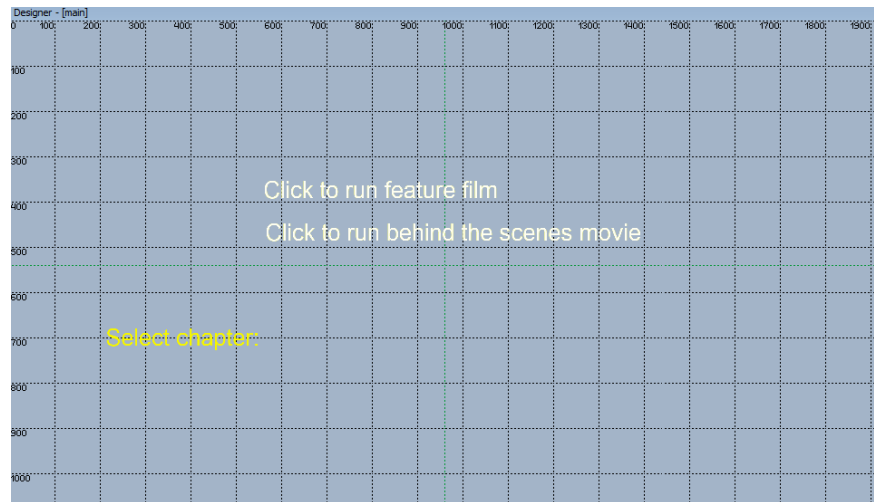 Designer - [main]
0 100 200 300 400 500 600 700 800 900 1000 1100 1200 1300 1400 1500 1600 1700 1800 1900
100
200
300
Click to run feature film
400
Click to run behind the scenes movie
500
600
Select chapter:
700
800
900
1000